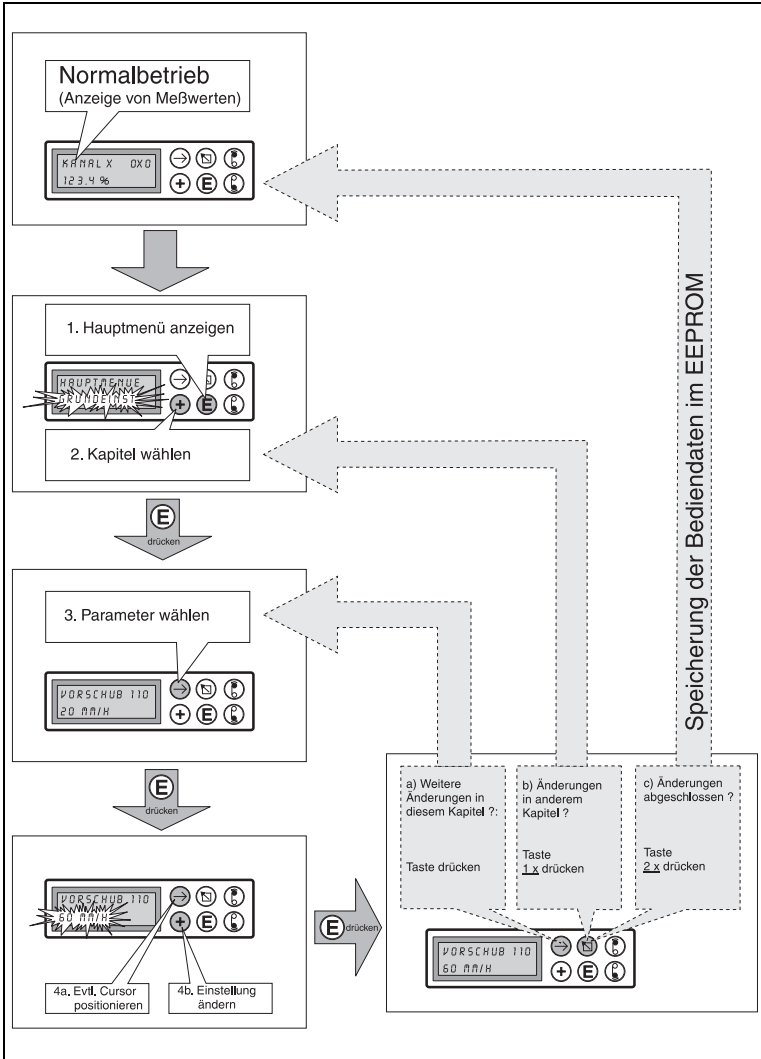 Normalbetrieb
(Anzeige von Meßwerten)
KANAL X 0X0
123.4 %
+ E
1. Hauptmenü anzeigen
HAUPTMENUE
GRUNDEINST
+ E
2. Kapitel wählen
E
drücken
3. Parameter wählen
VORSCHUB 110
20 MM/H
+ E
E
drücken
VORSCHUB 110
60 MM/H
+ E
4a. Evtl. Cursor
positionieren
4b. Einstellung
ändern
E drücken
a) Weitere
Änderungen in
diesem Kapitel ?:
Taste drücken
b) Änderungen
in anderem
Kapitel ?
Taste
1 x drücken
c) Änderungen
abgeschlossen ?
Taste
2 x drücken
VORSCHUB 110
60 MM/H
+ E
Speicherung der Bediendaten im EEPROM